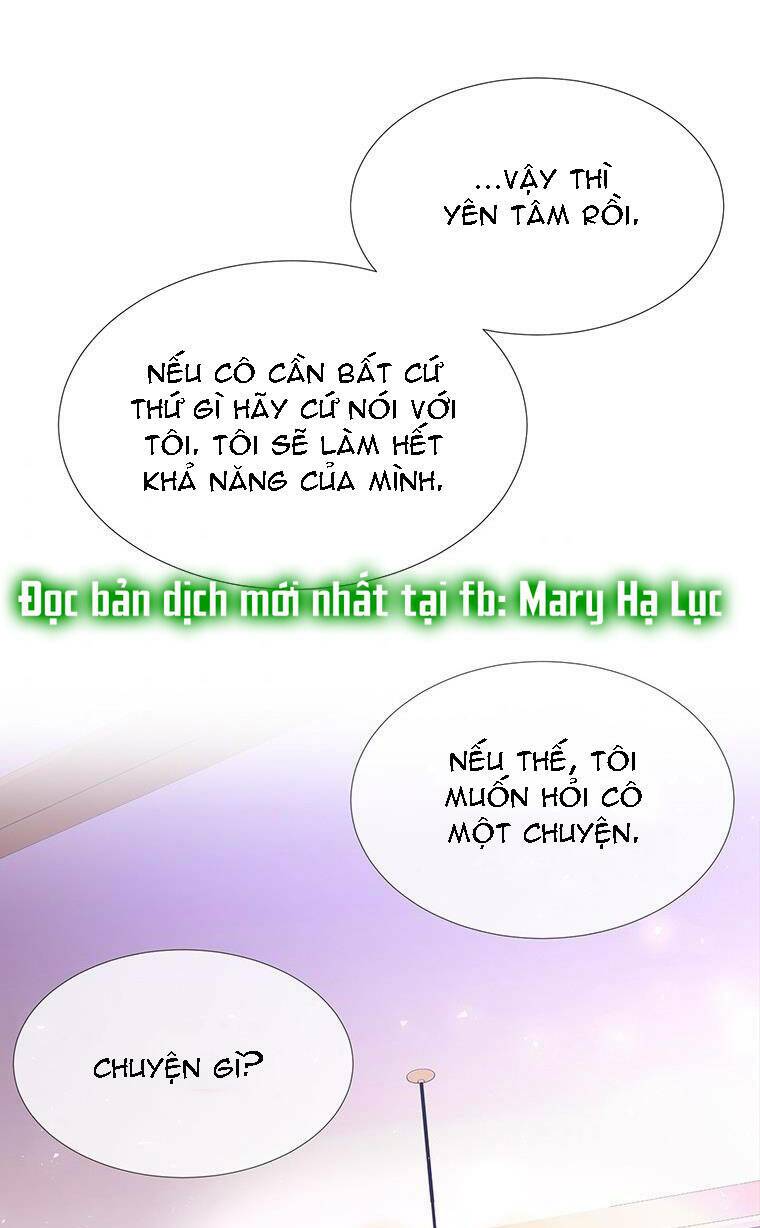 ...VẬY THÌ
YÊN TÂM RỒI.
NẾU CÔ CẦN BẤT CỨ
THỨ GÌ HÃY CỨ NÓI VỚI
TÔI. TÔI SẼ LÀM HẾT
KHẢ NĂNG CỦA MÌNH.
Đọc bản dịch mới nhất tại fb: Mary Hạ Lục
NẾU THẾ, TÔI
MUỐN HỎI CÔ
MỘT CHUYỆN.
CHUYỆN GÌ?